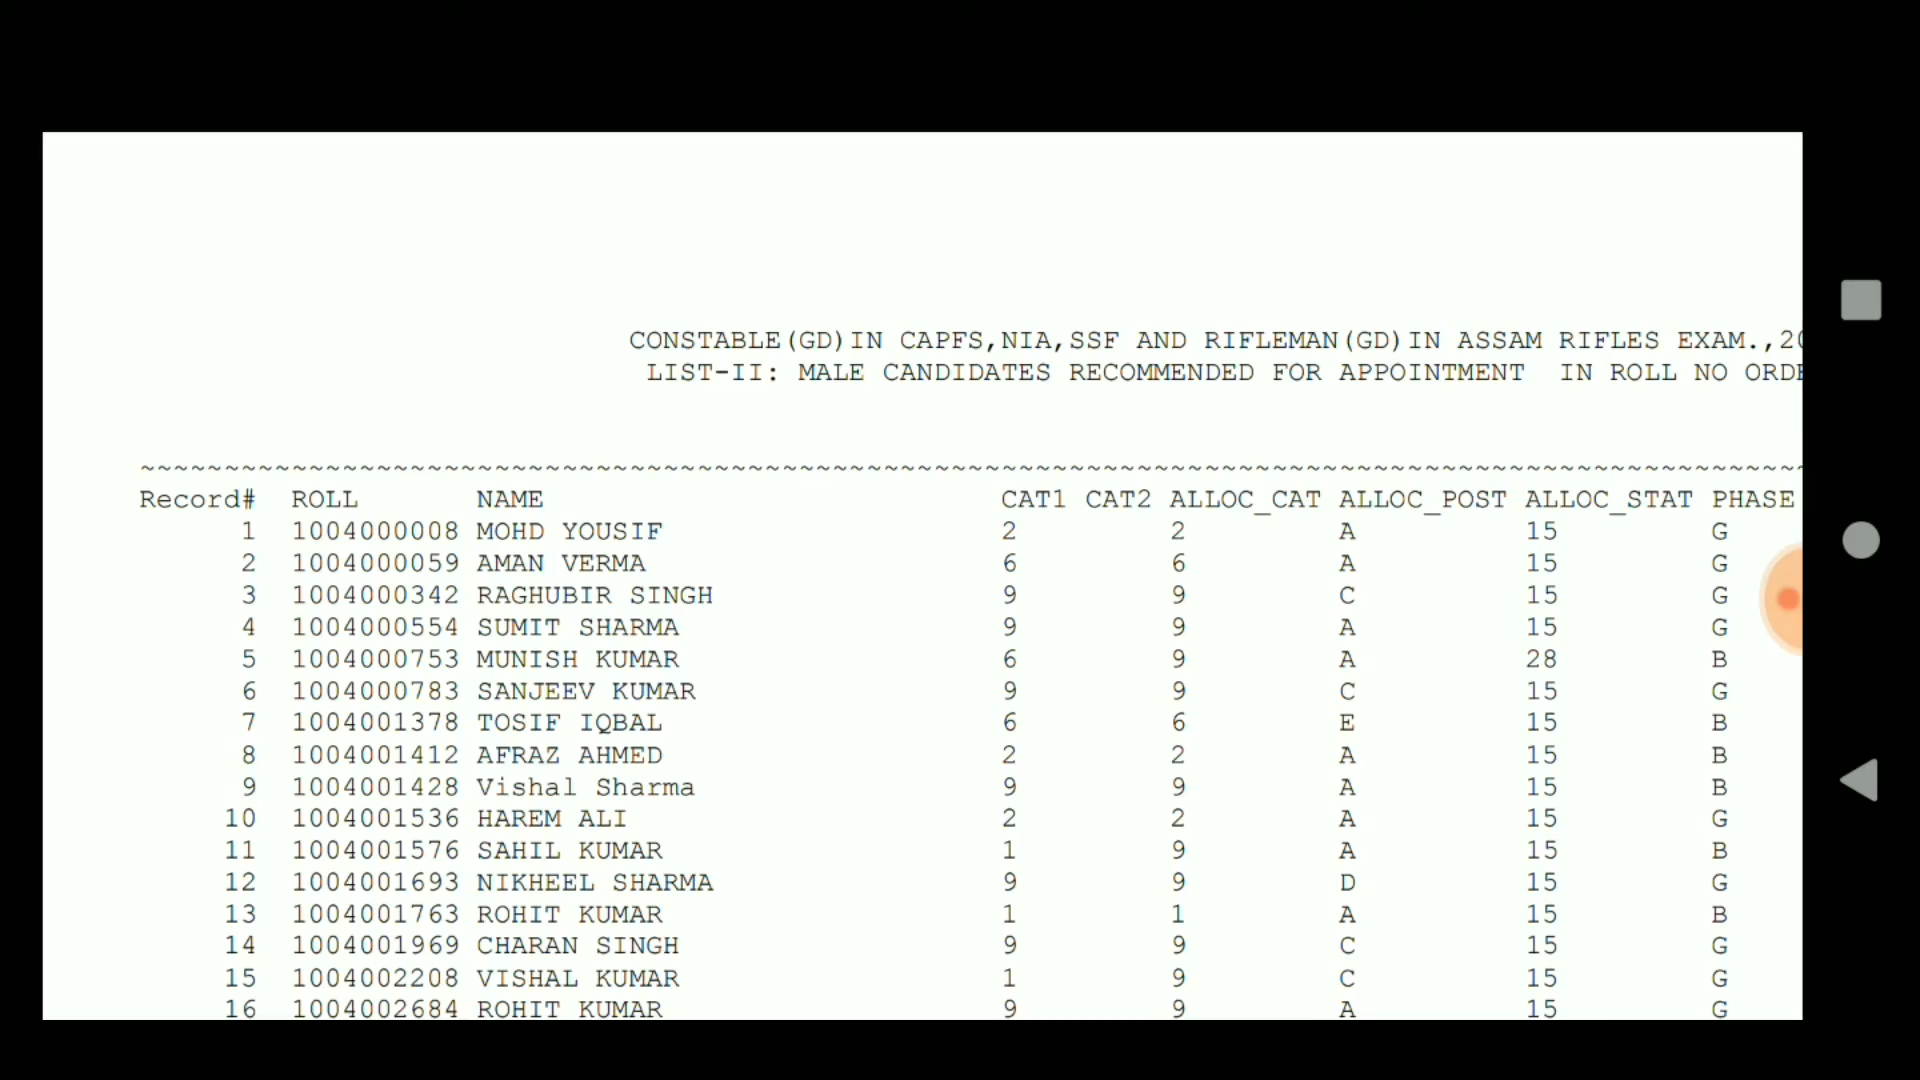 CONSTABLE(GD)IN CAPFS,NIA,SSF AND RIFLEMAN(GD)IN ASSAM RIFLES EXAM.,20
LIST-II: MALE CANDIDATES RECOMMENDED FOR APPOINTMENT IN ROLL NO ORDE
~~~~~~~~~~~~~~~~~~~~~~~~~~~~~~~~~~~~~~~~~~~~~~~~~~~~~~~~~~~~~~~~~~~~~~~~~~~~~~~~~~~~~~~~~~~~~~~~~~
Record# ROLL NAME CAT1 CAT2 ALLOC_CAT ALLOC_POST ALLOC_STAT PHASE
1 1004000008 MOHD YOUSIF 2 2 A 15 G
2 1004000059 AMAN VERMA 6 6 A 15 G
3 1004000342 RAGHUBIR SINGH 9 9 C 15 G
4 1004000554 SUMIT SHARMA 9 9 A 15 G
5 1004000753 MUNISH KUMAR 6 9 A 28 B
6 1004000783 SANJEEV KUMAR 9 9 C 15 G
7 1004001378 TOSIF IQBAL 6 6 E 15 B
8 1004001412 AFRAZ AHMED 2 2 A 15 B
9 1004001428 Vishal Sharma 9 9 A 15 B
10 1004001536 HAREM ALI 2 2 A 15 G
11 1004001576 SAHIL KUMAR 1 9 A 15 B
12 1004001693 NIKHEEL SHARMA 9 9 D 15 G
13 1004001763 ROHIT KUMAR 1 1 A 15 B
14 1004001969 CHARAN SINGH 9 9 C 15 G
15 1004002208 VISHAL KUMAR 1 9 C 15 G
16 1004002684 ROHIT KUMAR 9 9 A 15 G